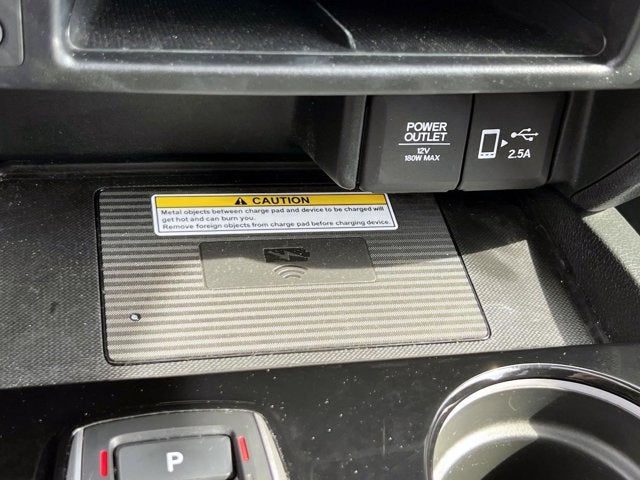 POWER
OUTLET
12V
180W MAX
2.5A
CAUTION
Metal objects between charge pad and device to be charged will
get hot and can burn you.
Remove foreign objects from charge pad before charging device.
P